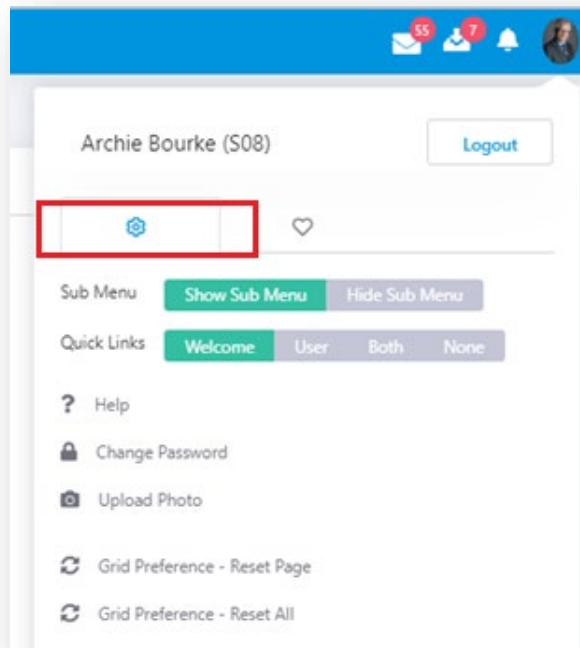 55 7
Archie Bourke (S08) Logout
Sub Menu Show Sub Menu Hide Sub Menu
Quick Links Welcome User Both None
? Help
Change Password
Upload Photo
Grid Preference - Reset Page
Grid Preference - Reset All